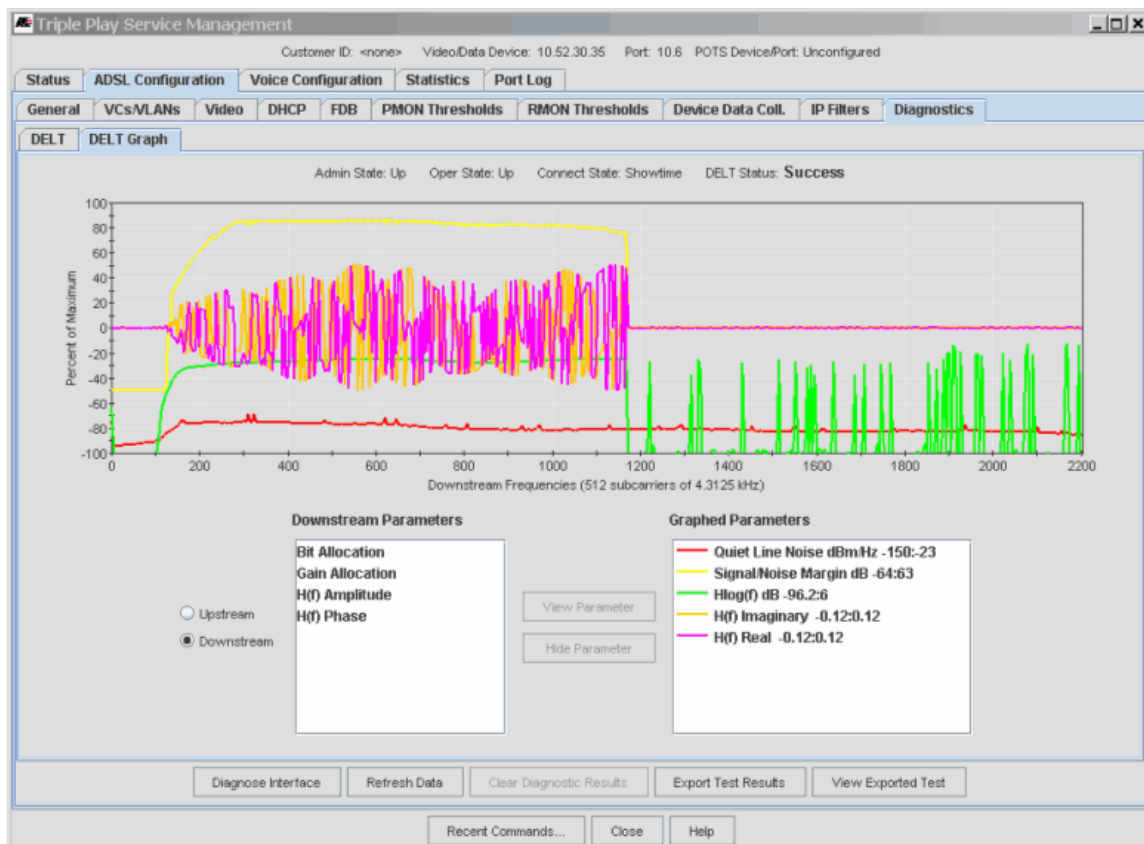 Triple Play Service Management
Customer ID: <none> Video/Data Device: 10.52.30.35 Port: 10.6 POTS Device/Port: Unconfigured
Status ADSL Configuration Voice Configuration Statistics Port Log
General VCs/VLANs Video DHCP FDB PMON Thresholds RMON Thresholds Device Data Coll. IP Filters Diagnostics
DELT DELT Graph
Admin State: Up Oper State: Up Connect State: Showtime DELT Status: Success
Percent of Maximum
100
80
60
40
20
0
-20
-40
-60
-80
-100
0 200 400 600 800 1000 1200 1400 1600 1800 2000 2200
Downstream Frequencies (512 subcarriers of 4.3125 kHz)
Downstream Parameters Graphed Parameters
Bit Allocation
Gain Allocation
H(f) Amplitude
H(f) Phase
Upstream
Downstream
View Parameter
Hide Parameter
Quiet Line Noise dBm/Hz -150:-23
Signal/Noise Margin dB -64:63
Hlog(f) dB -96.2:6
H(f) Imaginary -0.12:0.12
H(f) Real -0.12:0.12
Diagnose Interface Refresh Data Clear Diagnostic Results Export Test Results View Exported Test
Recent Commands... Close Help